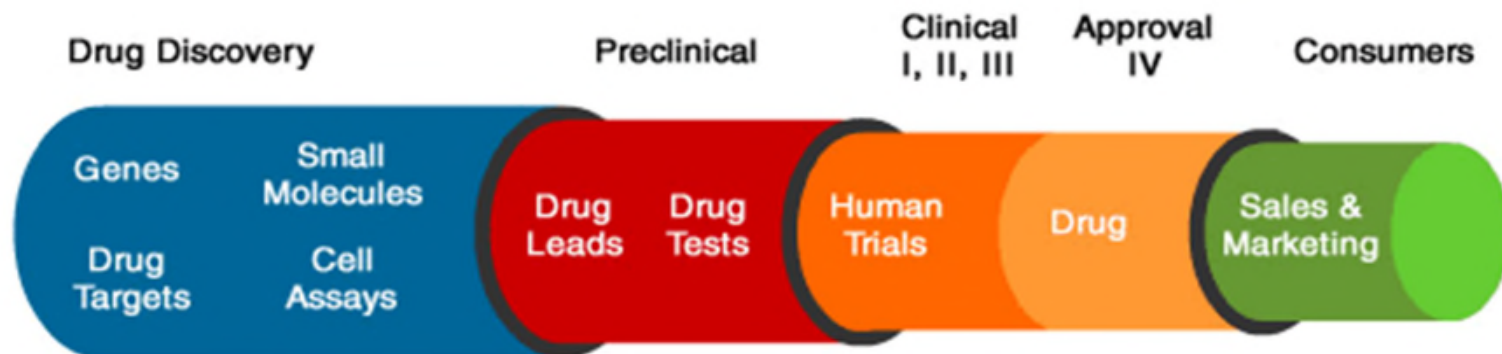 Drug Discovery
Preclinical
Clinical
I, II, III
Approval
IV
Consumers
Genes
Small
Molecules
Drug
Targets
Cell
Assays
Drug
Leads
Drug
Tests
Human
Trials
Drug
Sales &
Marketing